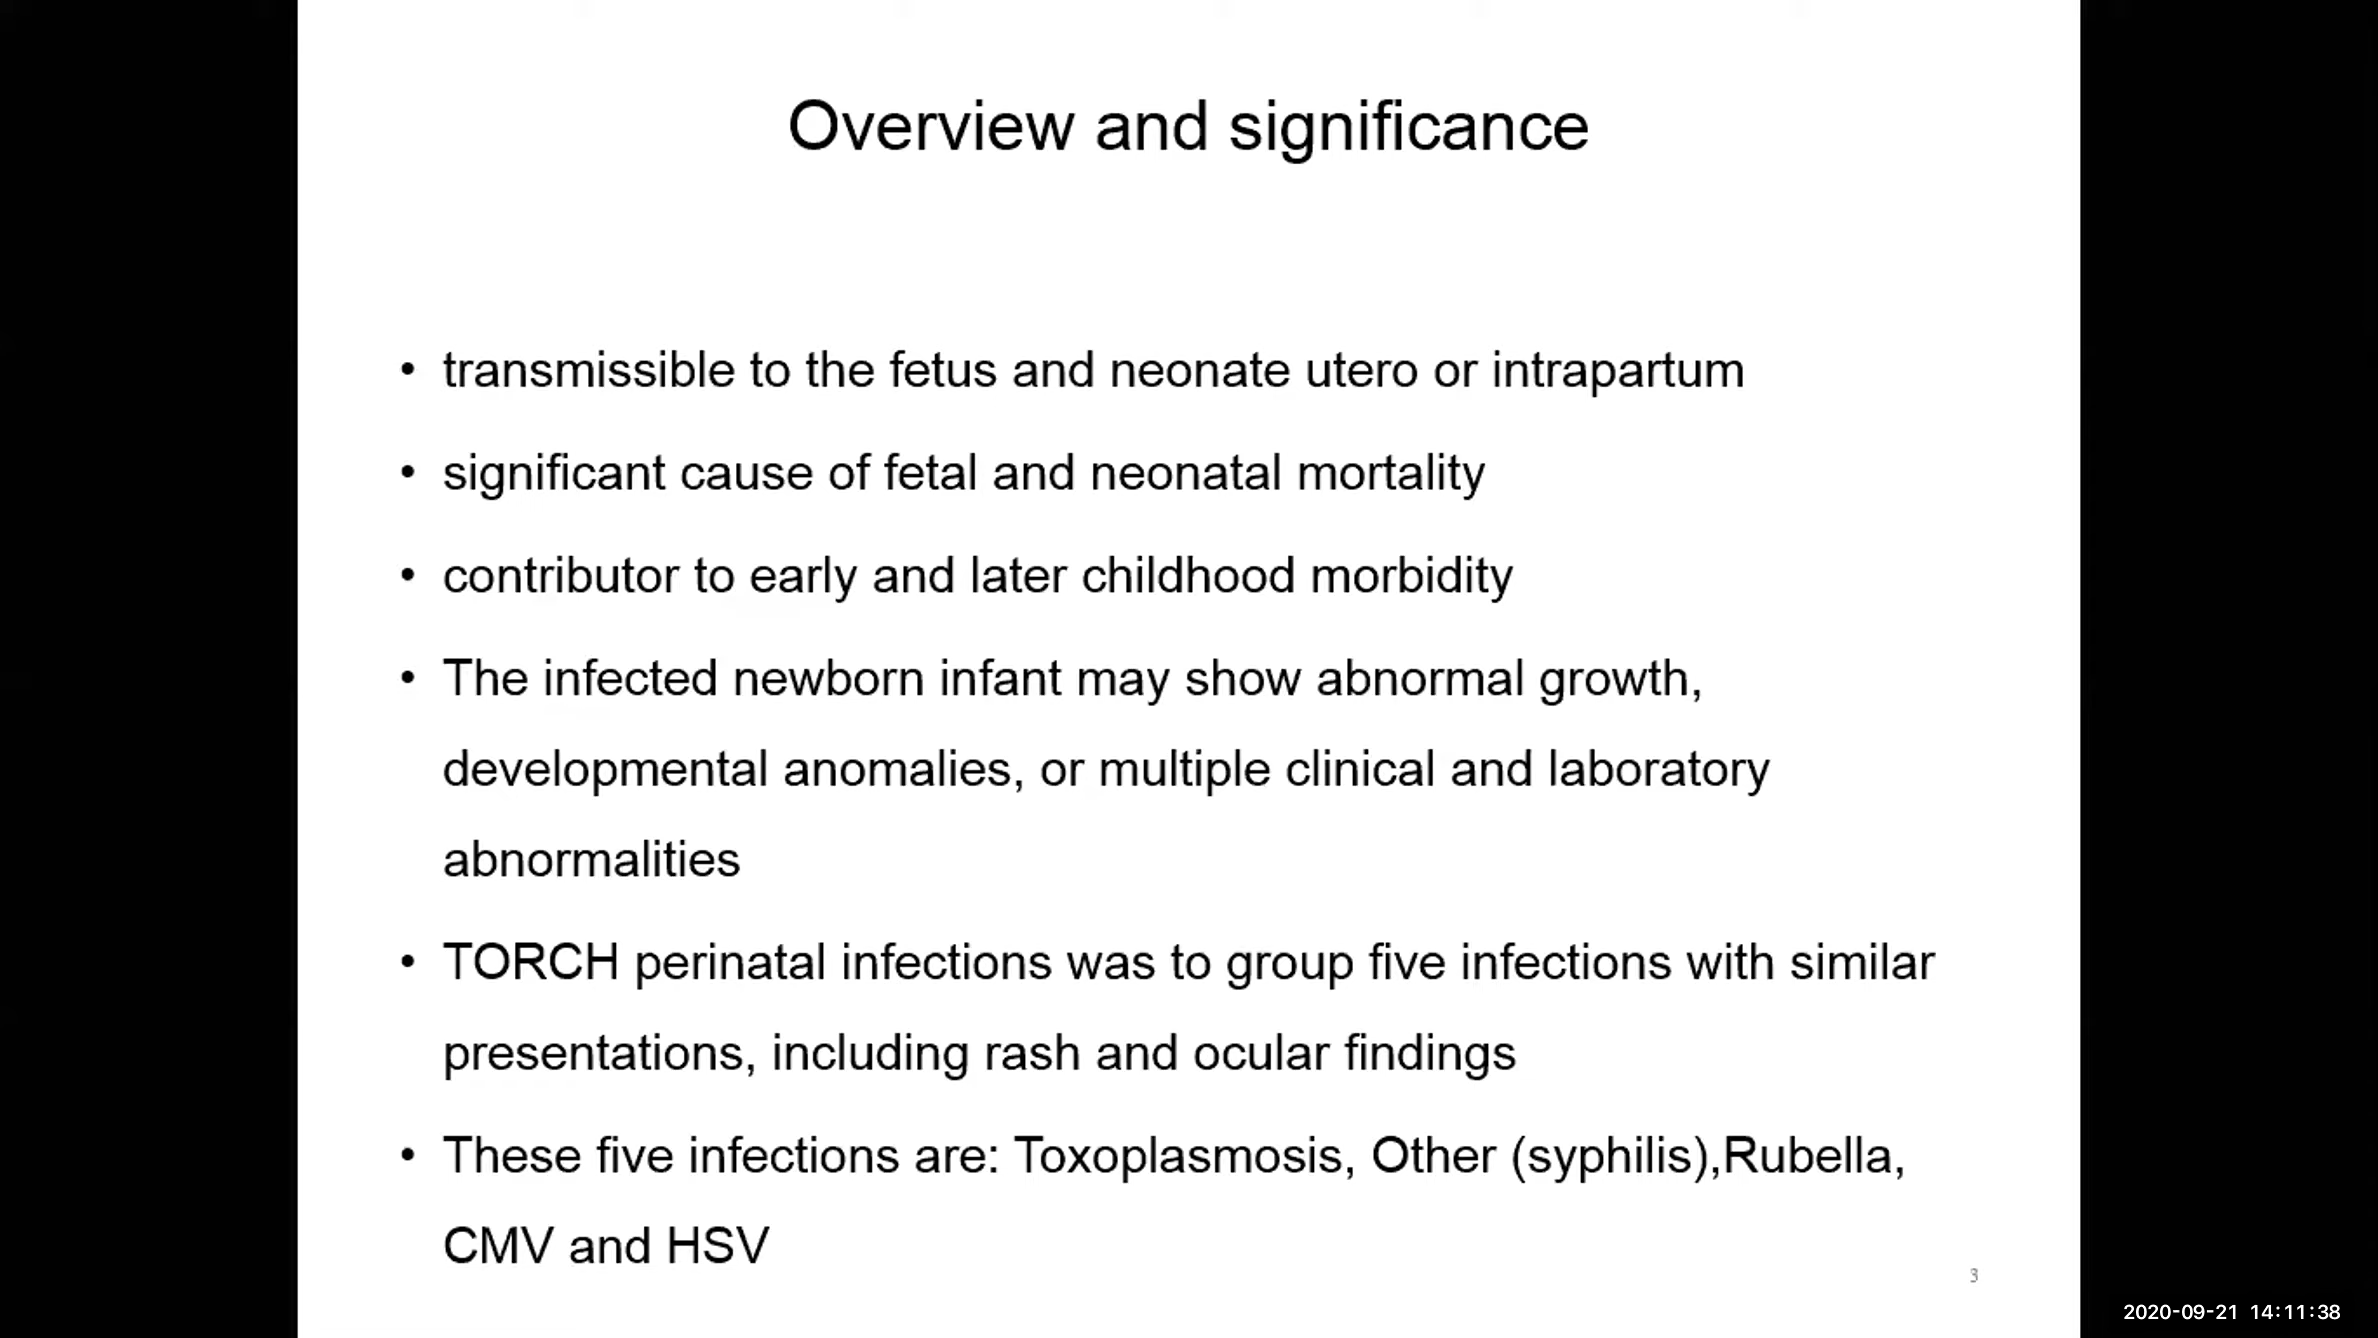 Overview and significance
• transmissible to the fetus and neonate utero or intrapartum
• significant cause of fetal and neonatal mortality
• contributor to early and later childhood morbidity
• The infected newborn infant may show abnormal growth,
developmental anomalies, or multiple clinical and laboratory
abnormalities
• TORCH perinatal infections was to group five infections with similar
presentations, including rash and ocular findings
• These five infections are: Toxoplasmosis, Other (syphilis),Rubella,
CMV and HSV
3
2020-09-21 14:11:38